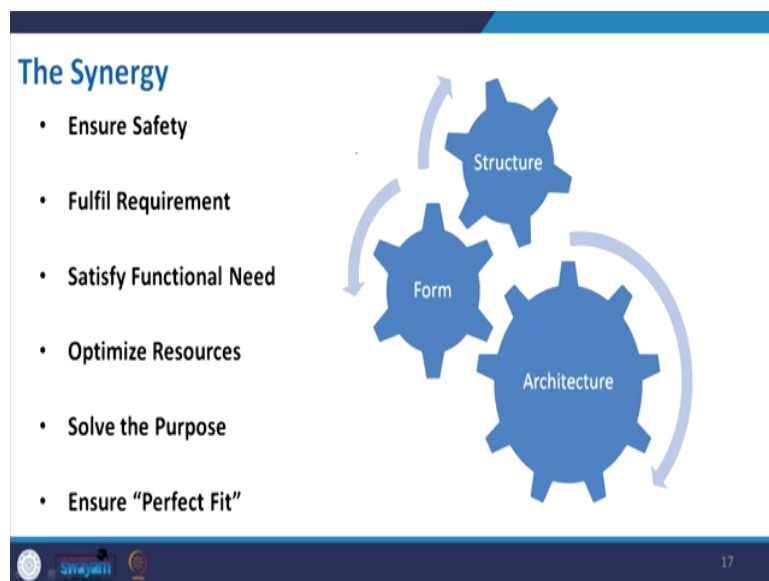 The Synergy
• Ensure Safety
• Fulfil Requirement
• Satisfy Functional Need
• Optimize Resources
• Solve the Purpose
• Ensure “Perfect Fit”
Structure
Form
Architecture
swayam
17